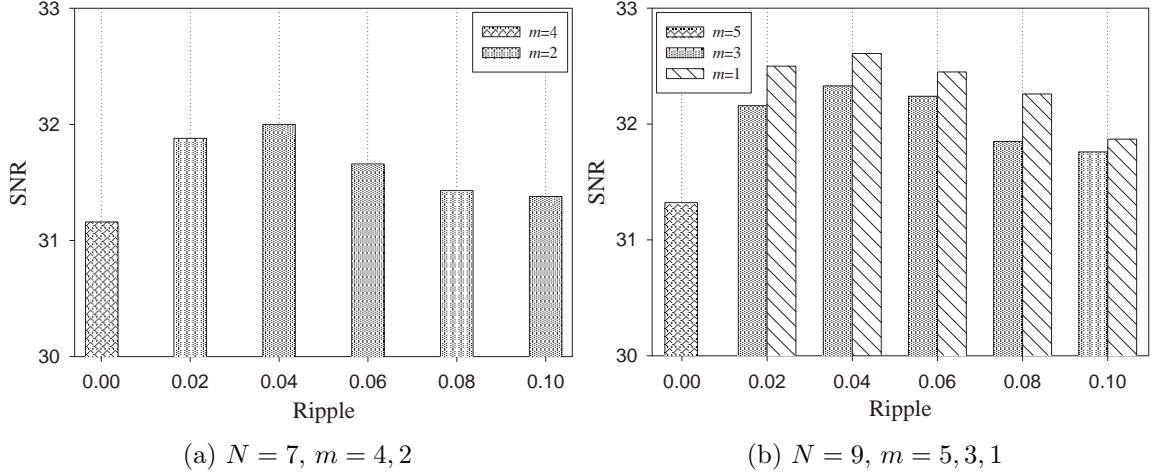 33
32
31
30
SNR
m=4
m=2
0.00 0.02 0.04 0.06 0.08 0.10
Ripple
(a) N = 7, m = 4, 2
33
32
31
30
SNR
m=5
m=3
m=1
0.00 0.02 0.04 0.06 0.08 0.10
Ripple
(b) N = 9, m = 5, 3, 1